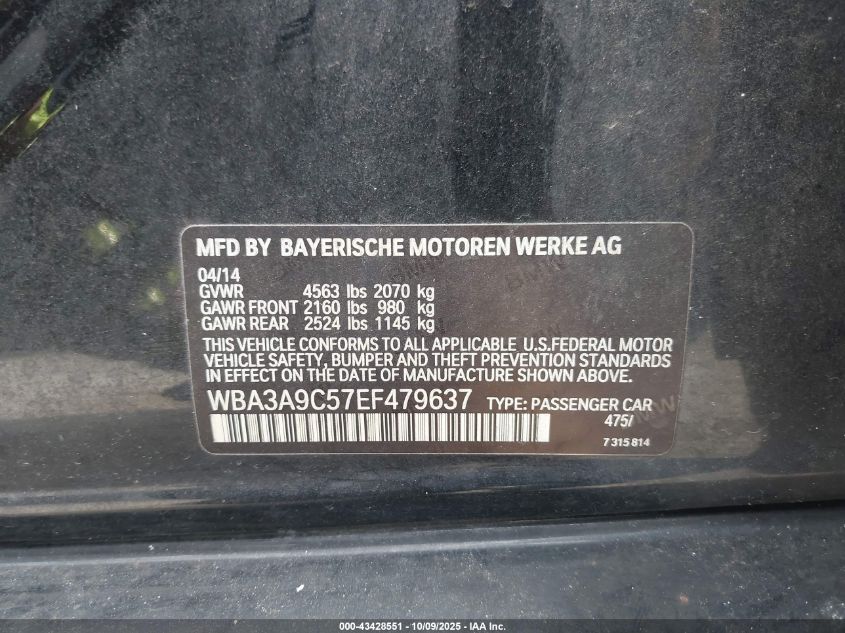 MFD BY BAYERISCHE MOTOREN WERKE AG
04/14
GVWR 4563 lbs 2070 kg
GAWR FRONT 2160 lbs 980 kg
GAWR REAR 2524 lbs 1145 kg
THIS VEHICLE CONFORMS TO ALL APPLICABLE U.S.FEDERAL MOTOR
VEHICLE SAFETY, BUMPER AND THEFT PREVENTION STANDARDS
IN EFFECT ON THE DATE OF MANUFACTURE SHOWN ABOVE.
WBA3A9C57EF479637 TYPE: PASSENGER CAR
475/
7 315 814
000-43428551 - 10/09/2025 - IAA Inc.